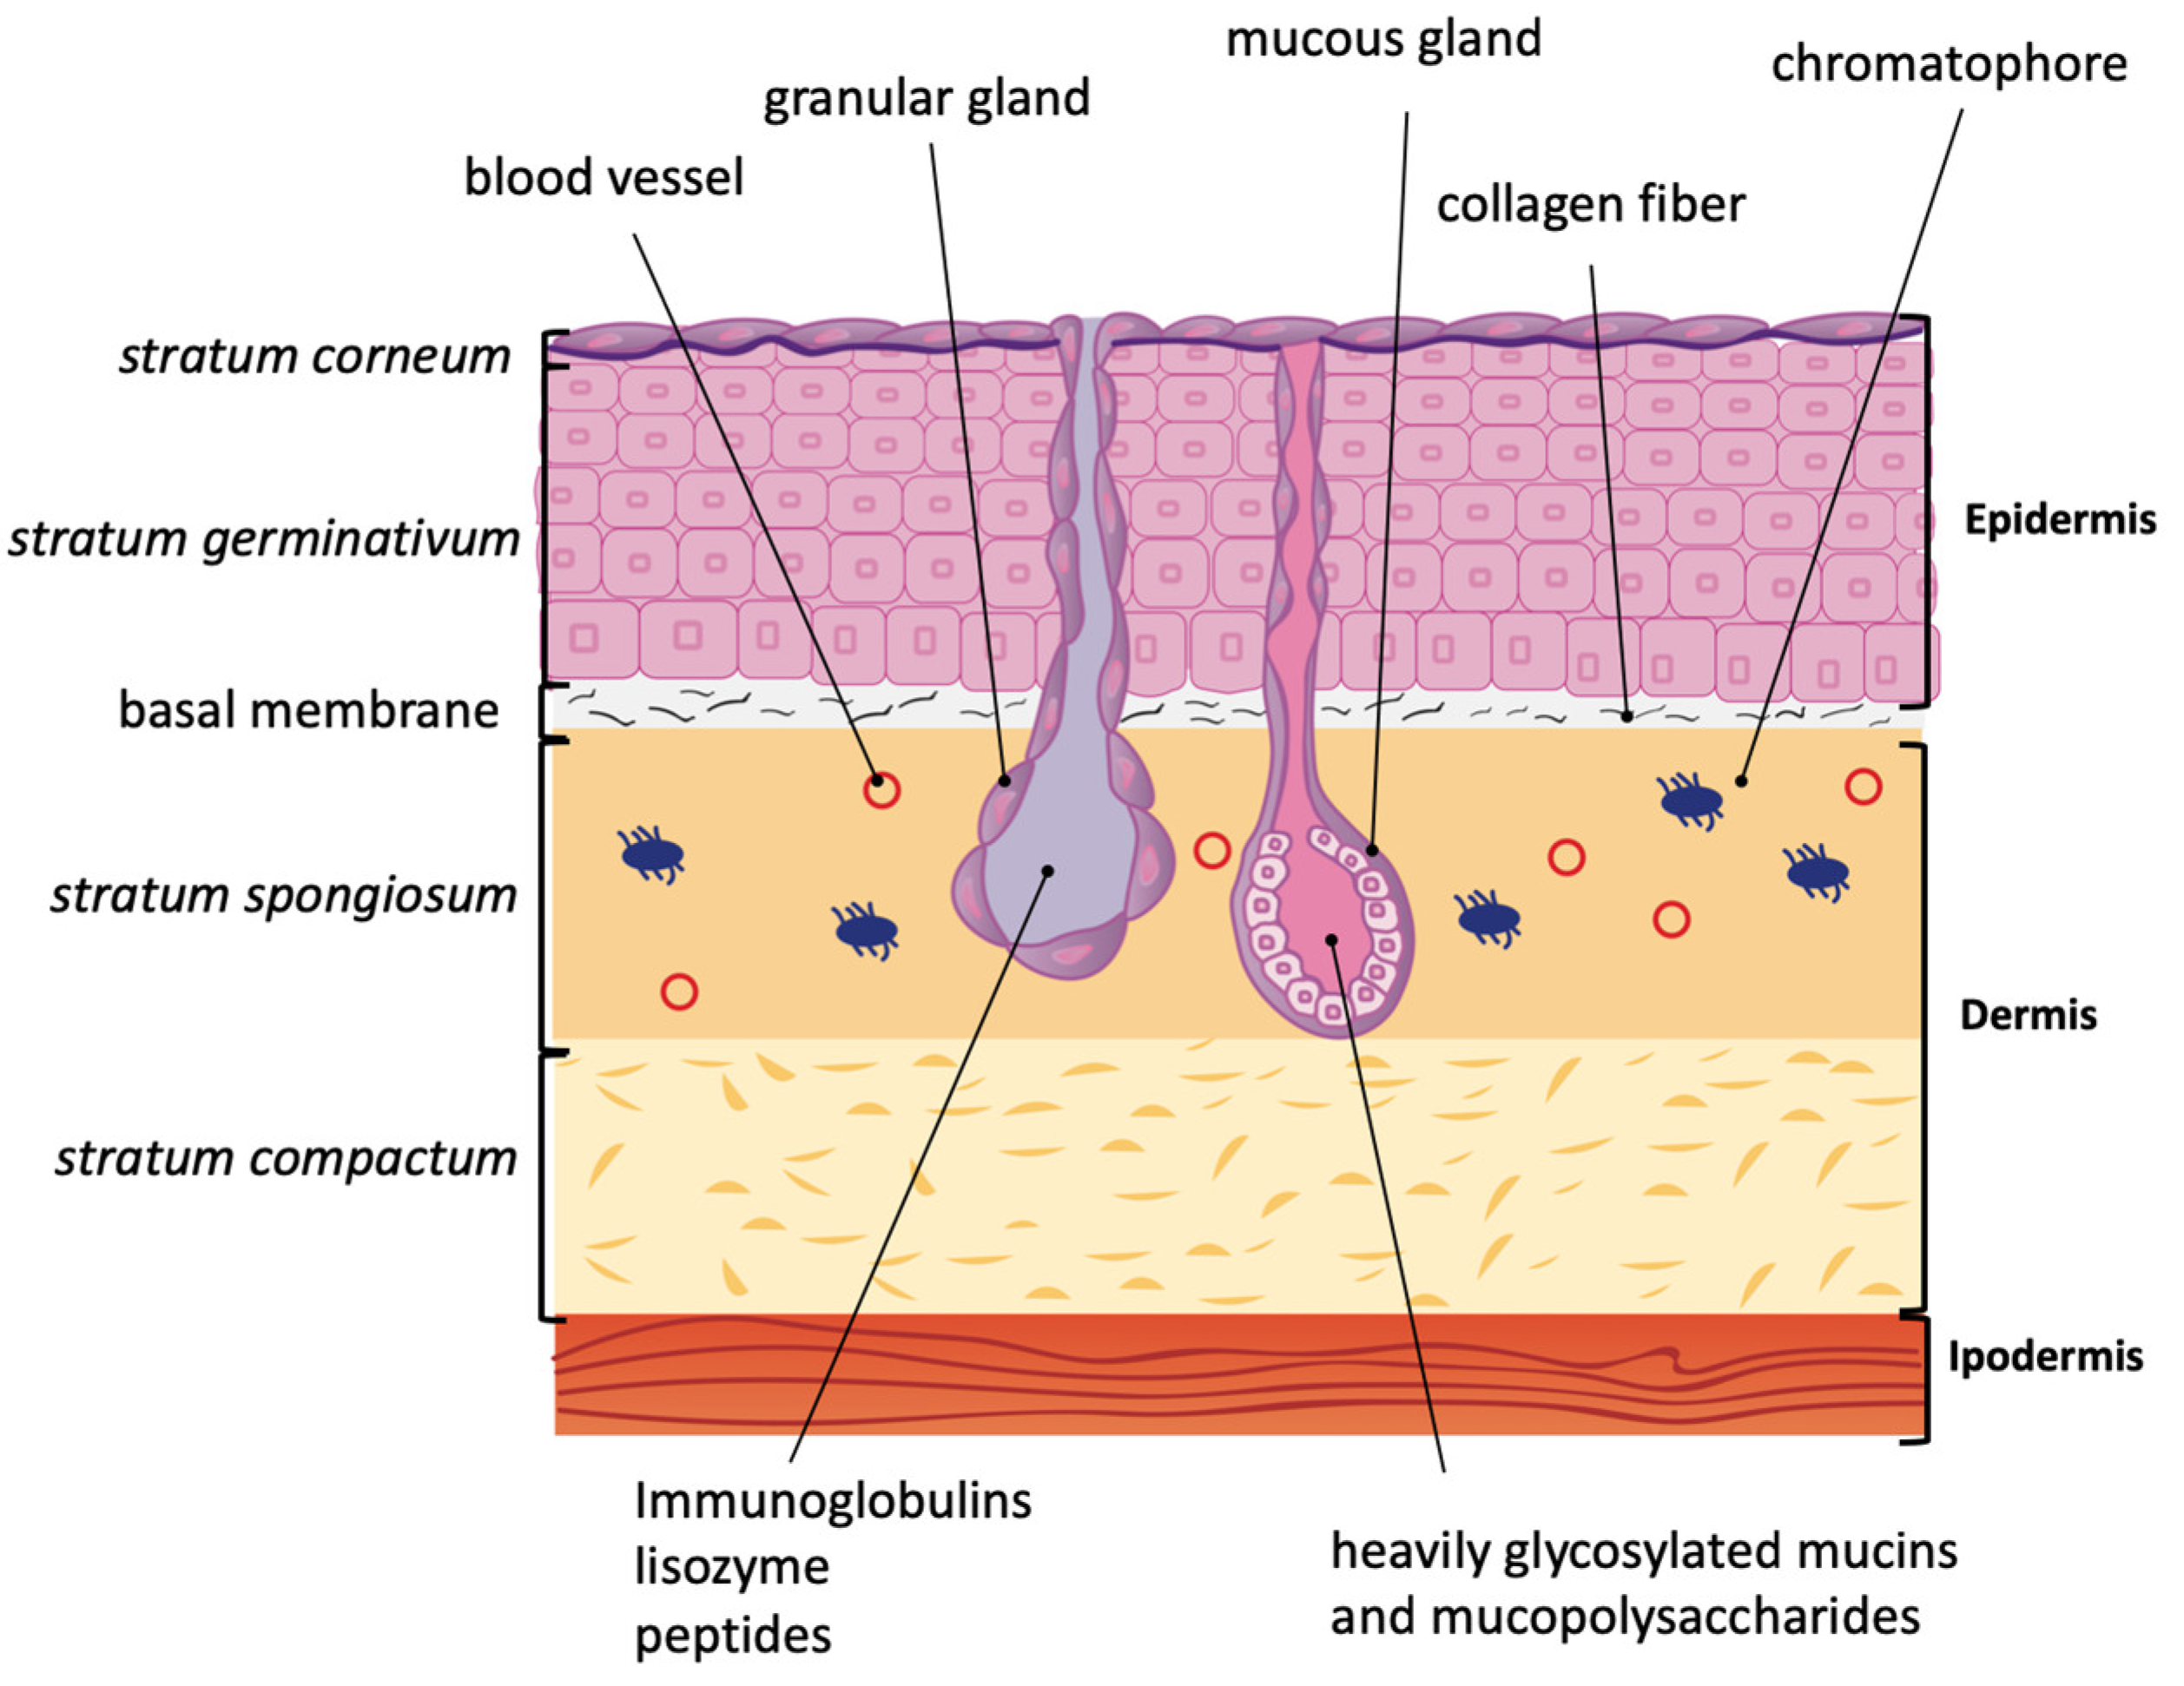 mucous gland
chromatophore
granular gland
blood vessel
collagen fiber
stratum corneum
stratum germinativum
Epidermis
basal membrane
stratum spongiosum
Dermis
stratum compactum
Ipodermis
Immunoglobulins
lisozyme
peptides
heavily glycosylated mucins
and mucopolysaccharides